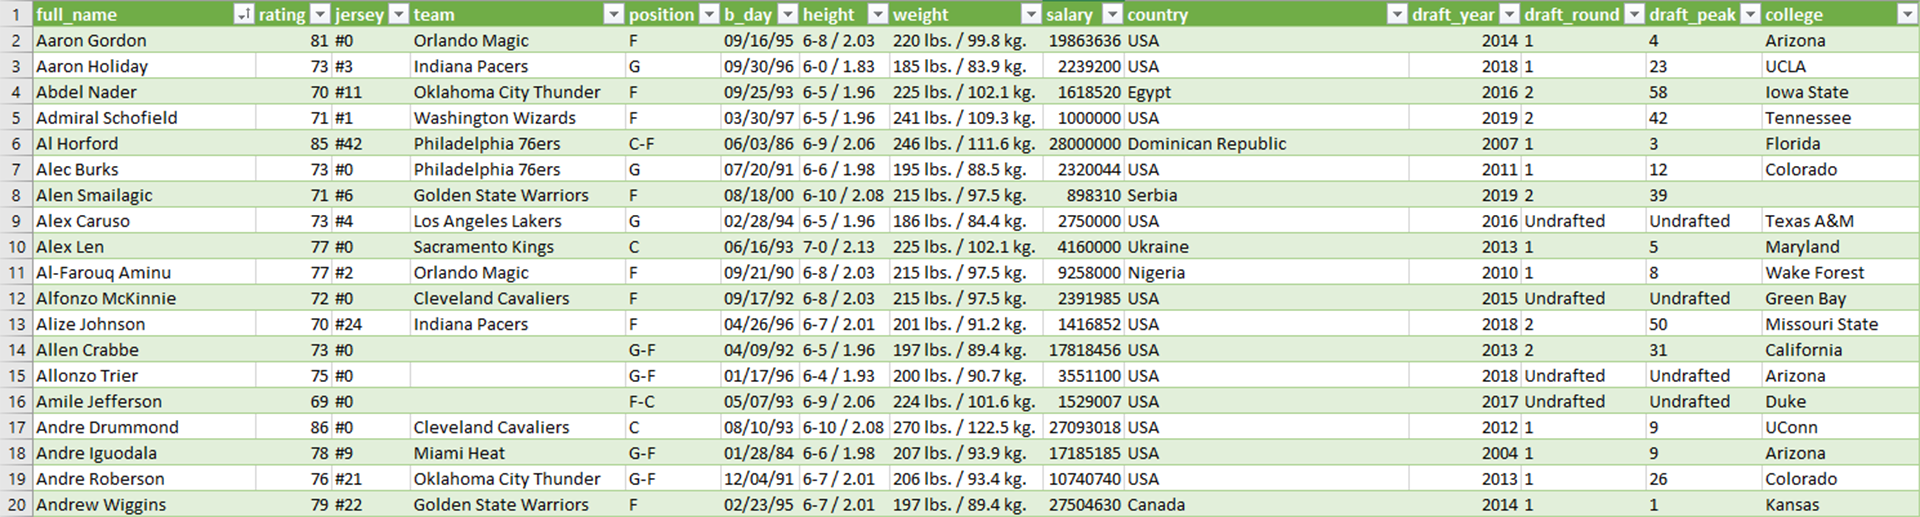 1 full_name rating jersey team position b_day height weight salary country draft_year draft_round draft_peak college
2 Aaron Gordon 81 #0 Orlando Magic F 09/16/95 6-8 / 2.03 220 lbs. / 99.8 kg. 19863636 USA 2014 1 4 Arizona
3 Aaron Holiday 73 #3 Indiana Pacers G 09/30/96 6-0 / 1.83 185 lbs. / 83.9 kg. 2239200 USA 2018 1 23 UCLA
4 Abdel Nader 70 #11 Oklahoma City Thunder F 09/25/93 6-5 / 1.96 225 lbs. / 102.1 kg. 1618520 Egypt 2016 2 58 Iowa State
5 Admiral Schofield 71 #1 Washington Wizards F 03/30/97 6-5 / 1.96 241 lbs. / 109.3 kg. 1000000 USA 2019 2 42 Tennessee
6 Al Horford 85 #42 Philadelphia 76ers C-F 06/03/86 6-9 / 2.06 246 lbs. / 111.6 kg. 28000000 Dominican Republic 2007 1 3 Florida
7 Alec Burks 73 #0 Philadelphia 76ers G 07/20/91 6-6 / 1.98 195 lbs. / 88.5 kg. 2320044 USA 2011 1 12 Colorado
8 Alen Smailagic 71 #6 Golden State Warriors F 08/18/00 6-10 / 2.08 215 lbs. / 97.5 kg. 898310 Serbia 2019 2 39
9 Alex Caruso 73 #4 Los Angeles Lakers G 02/28/94 6-5 / 1.96 186 lbs. / 84.4 kg. 2750000 USA 2016 Undrafted Undrafted Texas A&M
10 Alex Len 77 #0 Sacramento Kings C 06/16/93 7-0 / 2.13 225 lbs. / 102.1 kg. 4160000 Ukraine 2013 1 5 Maryland
11 Al-Farouq Aminu 77 #2 Orlando Magic F 09/21/90 6-8 / 2.03 215 lbs. / 97.5 kg. 9258000 Nigeria 2010 1 8 Wake Forest
12 Alfonzo McKinnie 72 #0 Cleveland Cavaliers F 09/17/92 6-8 / 2.03 215 lbs. / 97.5 kg. 2391985 USA 2015 Undrafted Undrafted Green Bay
13 Alize Johnson 70 #24 Indiana Pacers F 04/26/96 6-7 / 2.01 201 lbs. / 91.2 kg. 1416852 USA 2018 2 50 Missouri State
14 Allen Crabbe 73 #0 G-F 04/09/92 6-5 / 1.96 197 lbs. / 89.4 kg. 17818456 USA 2013 2 31 California
15 Allonzo Trier 75 #0 G-F 01/17/96 6-4 / 1.93 200 lbs. / 90.7 kg. 3551100 USA 2018 Undrafted Undrafted Arizona
16 Amile Jefferson 69 #0 F-C 05/07/93 6-9 / 2.06 224 lbs. / 101.6 kg. 1529007 USA 2017 Undrafted Undrafted Duke
17 Andre Drummond 86 #0 Cleveland Cavaliers C 08/10/93 6-10 / 2.08 270 lbs. / 122.5 kg. 27093018 USA 2012 1 9 UConn
18 Andre Iguodala 78 #9 Miami Heat G-F 01/28/84 6-6 / 1.98 207 lbs. / 93.9 kg. 17185185 USA 2004 1 9 Arizona
19 Andre Roberson 76 #21 Oklahoma City Thunder G-F 12/04/91 6-7 / 2.01 206 lbs. / 93.4 kg. 10740740 USA 2013 1 26 Colorado
20 Andrew Wiggins 79 #22 Golden State Warriors F 02/23/95 6-7 / 2.01 197 lbs. / 89.4 kg. 27504630 Canada 2014 1 1 Kansas